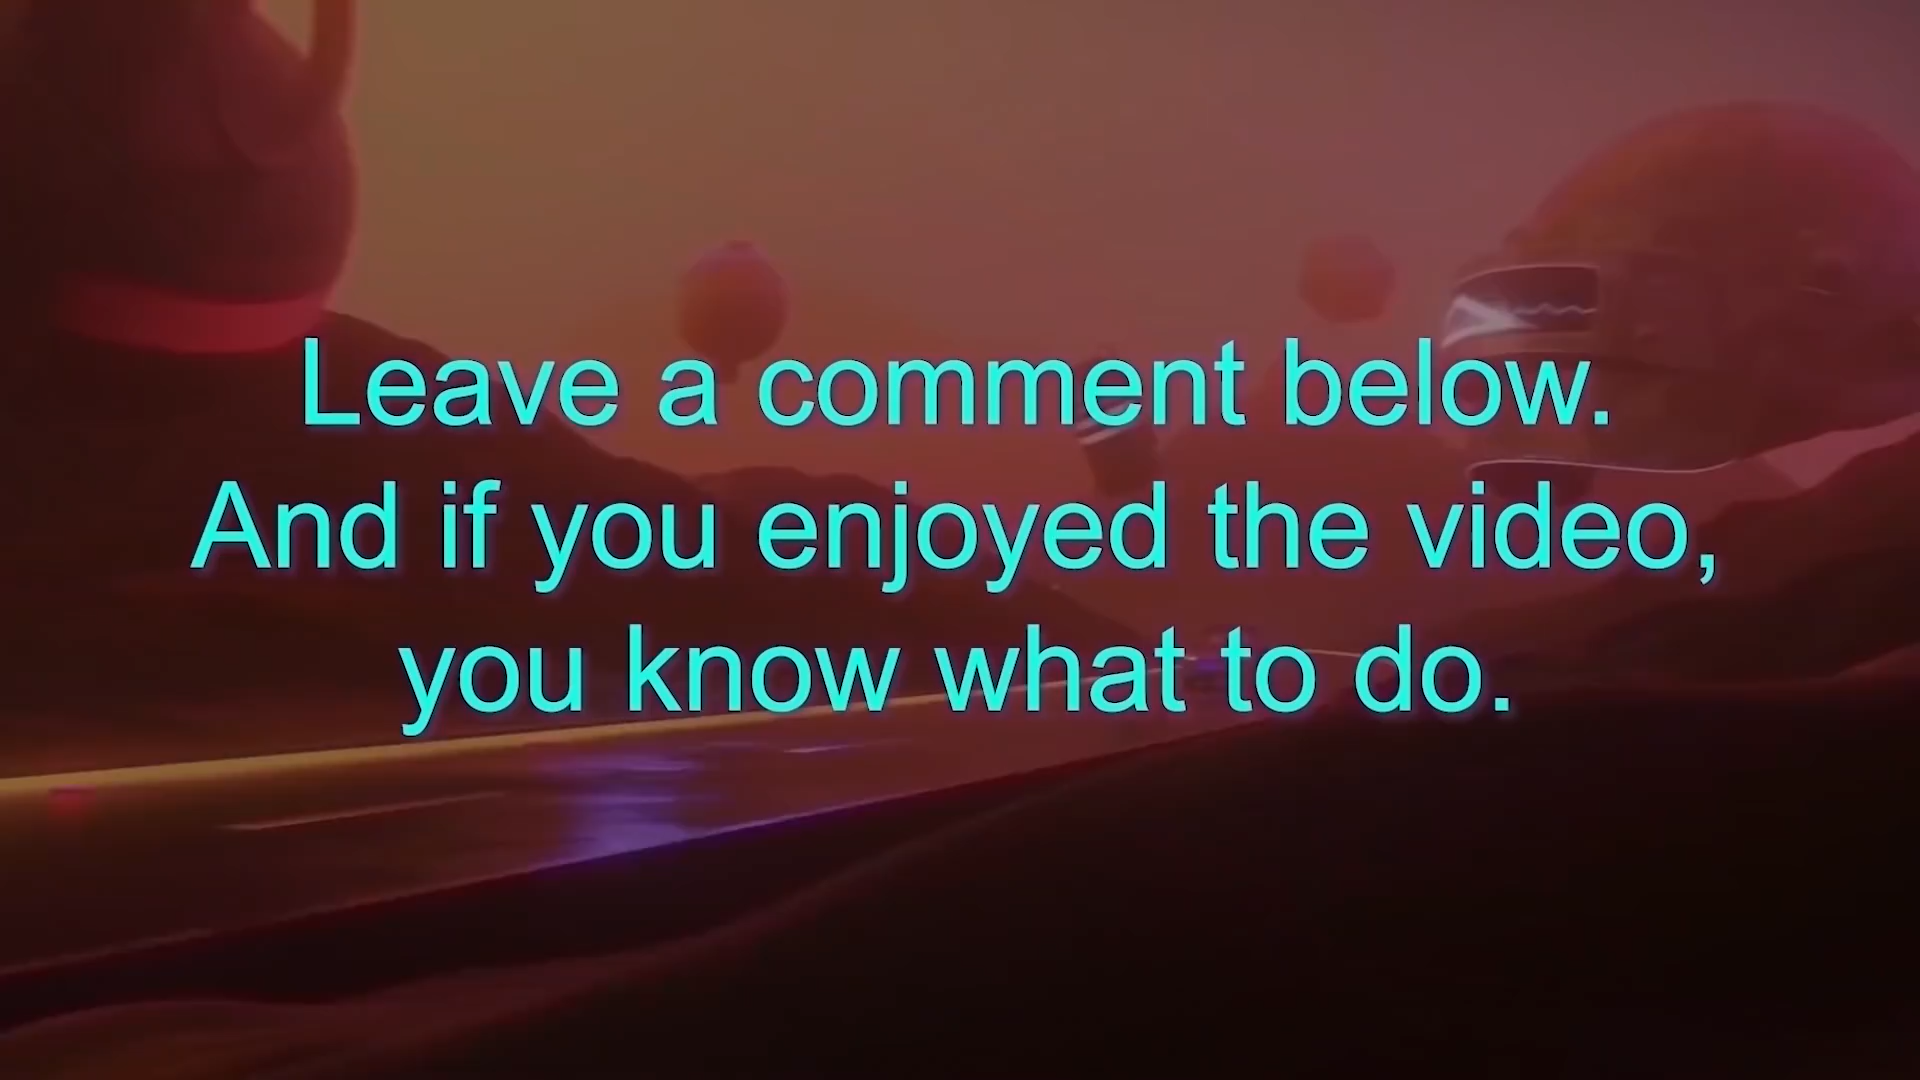 Leave a comment below.
And if you enjoyed the video,
you know what to do.